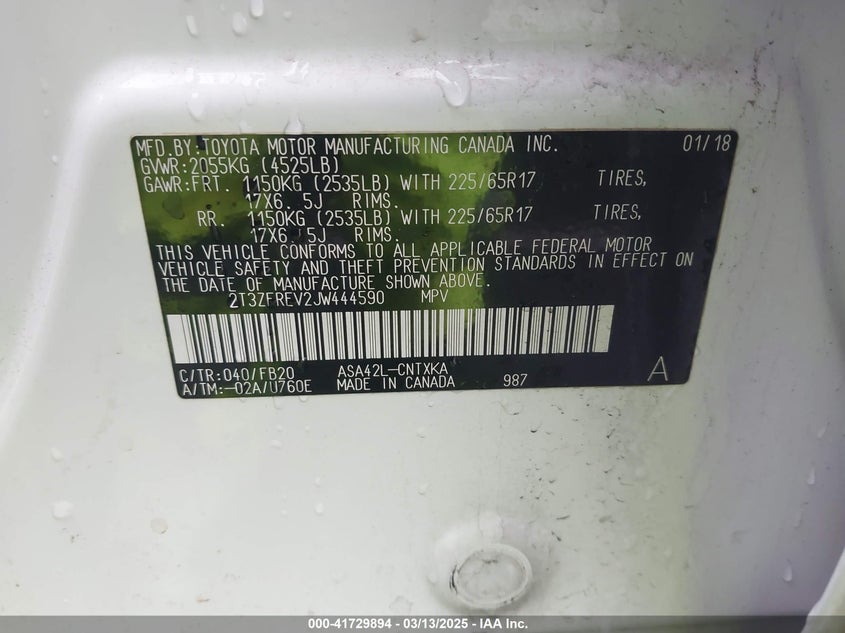 MFD.BY:TOYOTA MOTOR MANUFACTURING CANADA INC. 01/18
GVWR:2055KG (4525LB)
GAWR:FRT. 1150KG (2535LB) WITH 225/65R17 TIRES,
17X6.5J RIMS.
RR. 1150KG (2535LB) WITH 225/65R17 TIRES,
17X6.5J RIMS.
THIS VEHICLE CONFORMS TO ALL APPLICABLE FEDERAL MOTOR
VEHICLE SAFETY AND THEFT PREVENTION STANDARDS IN EFFECT ON
THE DATE OF MANUFACTURE SHOWN ABOVE.
2T3ZFREV2JW444590 MPV
C/TR:040/FB20 ASA42L-CNTXKA A
A/TM:-02A/U760E MADE IN CANADA 987
000-41729894 - 03/13/2025 - IAA Inc.